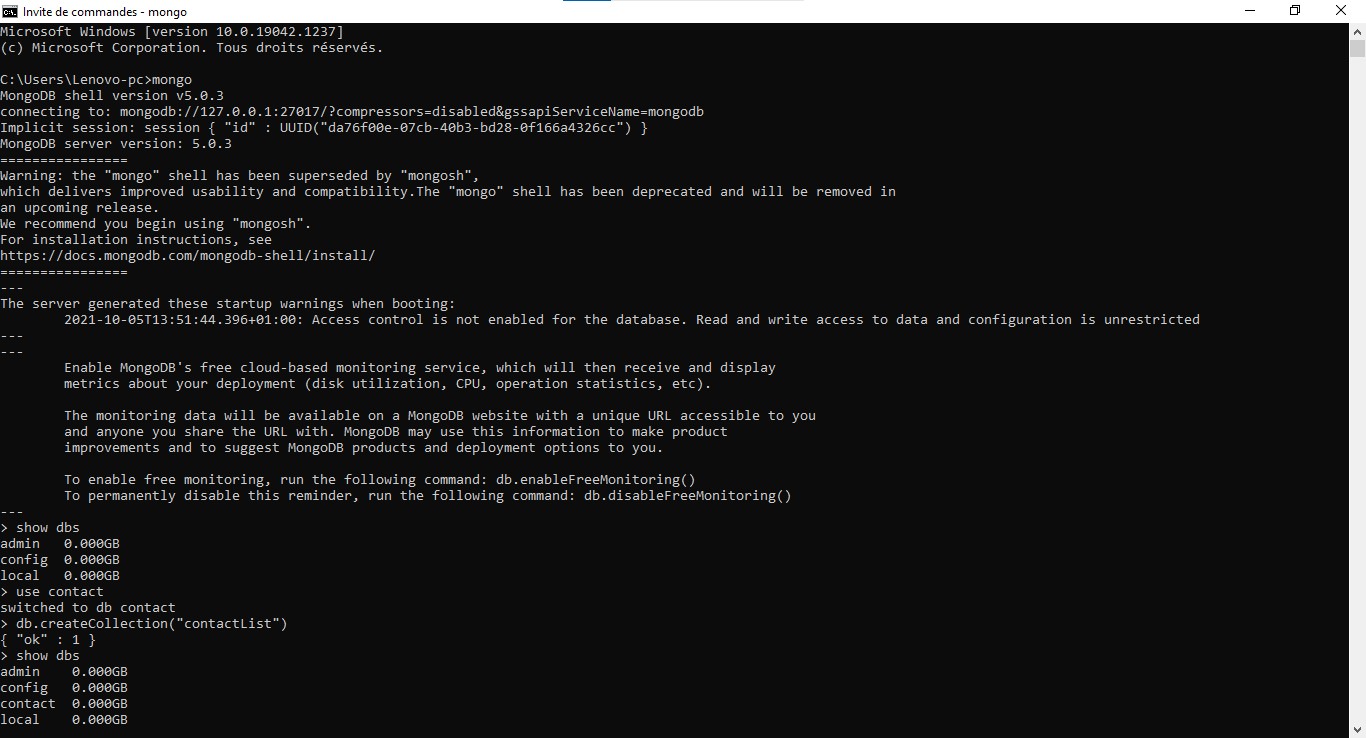 Invite de commandes - mongo
Microsoft Windows [version 10.0.19042.1237]
(c) Microsoft Corporation. Tous droits réservés.
C:\Users\Lenovo-pc>mongo
MongoDB shell version v5.0.3
connecting to: mongodb://127.0.0.1:27017/?compressors=disabled&gssapiServiceName=mongodb
Implicit session: session { "id" : UUID("da76f00e-07cb-40b3-bd28-0f166a4326cc") }
MongoDB server version: 5.0.3
================
Warning: the "mongo" shell has been superseded by "mongosh",
which delivers improved usability and compatibility.The "mongo" shell has been deprecated and will be removed in
an upcoming release.
We recommend you begin using "mongosh".
For installation instructions, see
https://docs.mongodb.com/mongodb-shell/install/
================
---
The server generated these startup warnings when booting:
        2021-10-05T13:51:44.396+01:00: Access control is not enabled for the database. Read and write access to data and configuration is unrestricted
---
---
        Enable MongoDB's free cloud-based monitoring service, which will then receive and display
        metrics about your deployment (disk utilization, CPU, operation statistics, etc).
        The monitoring data will be available on a MongoDB website with a unique URL accessible to you
        and anyone you share the URL with. MongoDB may use this information to make product
        improvements and to suggest MongoDB products and deployment options to you.
        To enable free monitoring, run the following command: db.enableFreeMonitoring()
        To permanently disable this reminder, run the following command: db.disableFreeMonitoring()
---
> show dbs
admin   0.000GB
config  0.000GB
local   0.000GB
> use contact
switched to db contact
> db.createCollection("contactList")
{ "ok" : 1 }
> show dbs
admin    0.000GB
config   0.000GB
contact  0.000GB
local    0.000GB